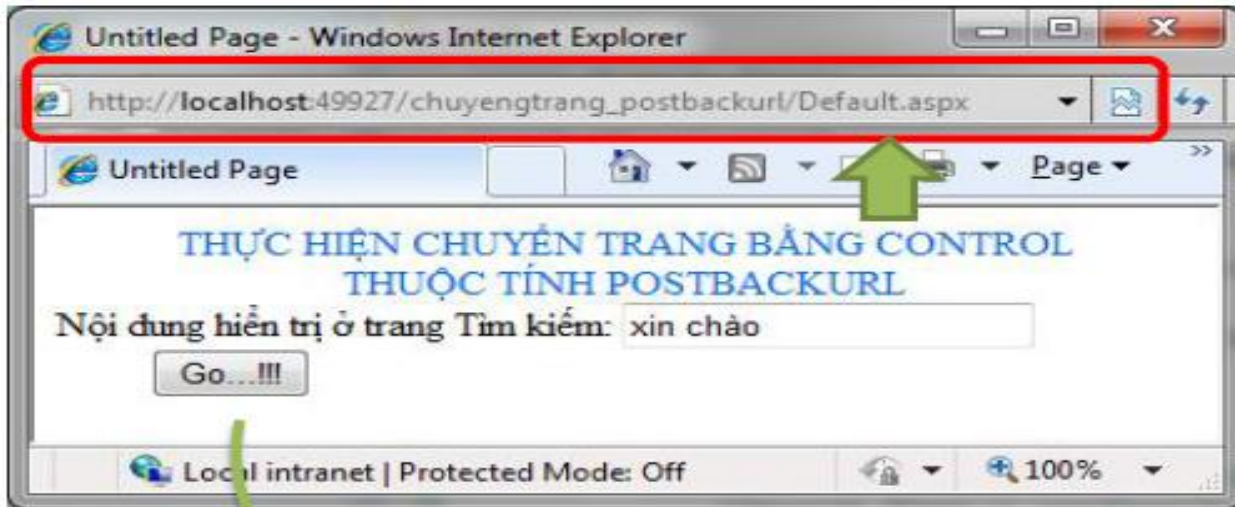 Untitled Page - Windows Internet Explorer
http://localhost:49927/chuyengtrang_postbackurl/Default.aspx
Untitled Page
Page
THỰC HIỆN CHUYỂN TRANG BẰNG CONTROL
THUỘC TÍNH POSTBACKURL
Nội dung hiển trị ở trang Tìm kiếm: xin chào
Go...!!!
Local intranet | Protected Mode: Off
100%